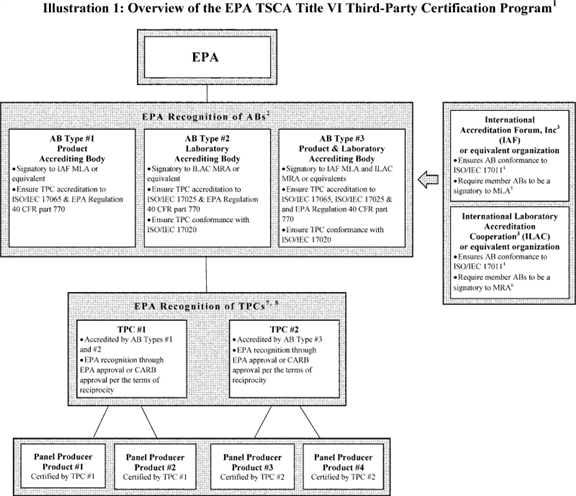 Illustration 1: Overview of the EPA TSCA Title VI Third-Party Certification Program1
EPA
EPA Recognition of ABs2
AB Type #1
Product
Accrediting Body
•Signatory to IAF MLA or
equivalent
•Ensure TPC accreditation to
ISO/IEC 17065 & EPA Regulation
40 CFR part 770
AB Type #2
Laboratory
Accrediting Body
•Signatory to ILAC MRA or
equivalent
•Ensure TPC accreditation to
ISO/IEC 17025 & EPA Regulation
40 CFR part 770
•Ensure TPC conformance with
ISO/IEC 17020
AB Type #3
Product & Laboratory
Accrediting Body
•Signatory to IAF MLA and ILAC
MRA or equivalents
•Ensure TPC accreditation to
ISO/IEC 17065, ISO/IEC 17025 &
and EPA Regulation 40 CFR part
770
•Ensure TPC conformance with
ISO/IEC 17020
International
Accreditation Forum, Inc3
(IAF)
or equivalent organization
•Ensures AB conformance to
ISO/IEC 170114
•Require member ABs to be a
signatory to MLA5
International Laboratory
Accreditation
Cooperation3 (ILAC)
or equivalent organization
•Ensures AB conformance to
ISO/IEC 170114
•Require member ABs to be a
signatory to MRA6
EPA Recognition of TPCs7, 8
TPC #1
•Accredited by AB Types #1
and #2
•EPA recognition through
EPA approval or CARB
approval per the terms of
reciprocity
TPC #2
•Accredited by AB Type #3
•EPA recognition through
EPA approval or CARB
approval per the terms of
reciprocity
Panel Producer
Product #1
Certified by TPC #1
Panel Producer
Product #2
Certified by TPC #1
Panel Producer
Product #3
Certified by TPC #2
Panel Producer
Product #4
Certified by TPC #2